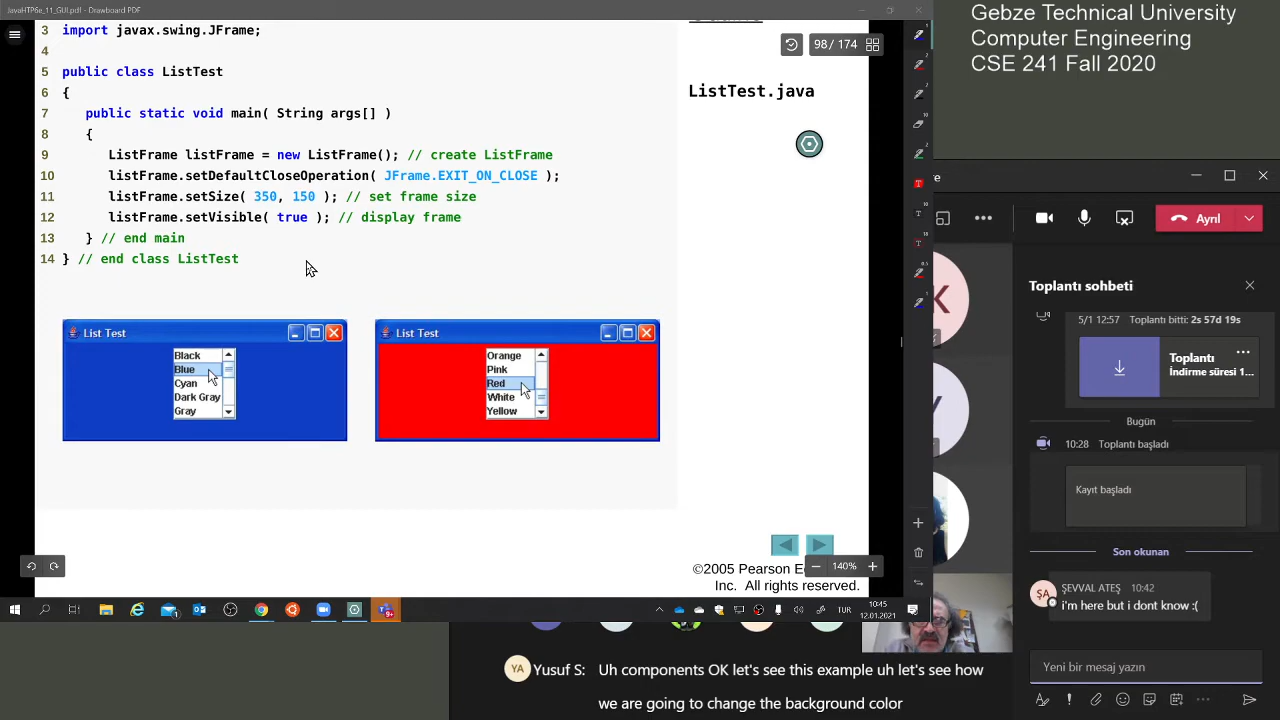 JavaHTP6e_11_GUI.pdf - Drawboard PDF
3 import javax.swing.JFrame;
4
5 public class ListTest
6 {
7 public static void main( String args[] )
8 {
9 ListFrame listFrame = new ListFrame(); // create ListFrame
10 listFrame.setDefaultCloseOperation( JFrame.EXIT_ON_CLOSE );
11 listFrame.setSize( 350, 150 ); // set frame size
12 listFrame.setVisible( true ); // display frame
13 } // end main
14 } // end class ListTest
List Test
Black
Blue
Cyan
Dark Gray
Gray
List Test
Orange
Pink
Red
White
Yellow
98 / 174
ListTest.java
©2005 Pearson E
Inc. All rights reserved.
140%
TUR
10:45
12.01.2021
Gebze Technical University
Computer Engineering
CSE 241 Fall 2020
Ayrıl
Toplantı sohbeti
5/1 12:57 Toplantı bitti: 2s 57d 19s
Toplantı
İndirme süresi 1...
Bugün
10:28 Toplantı başladı
Kayıt başladı
Son okunan
ŞA ŞEVVAL ATEŞ 10:42
i'm here but i dont know :(
Yeni bir mesaj yazın
YA Yusuf S: Uh components OK let's see this example uh let's see how
we are going to change the background color